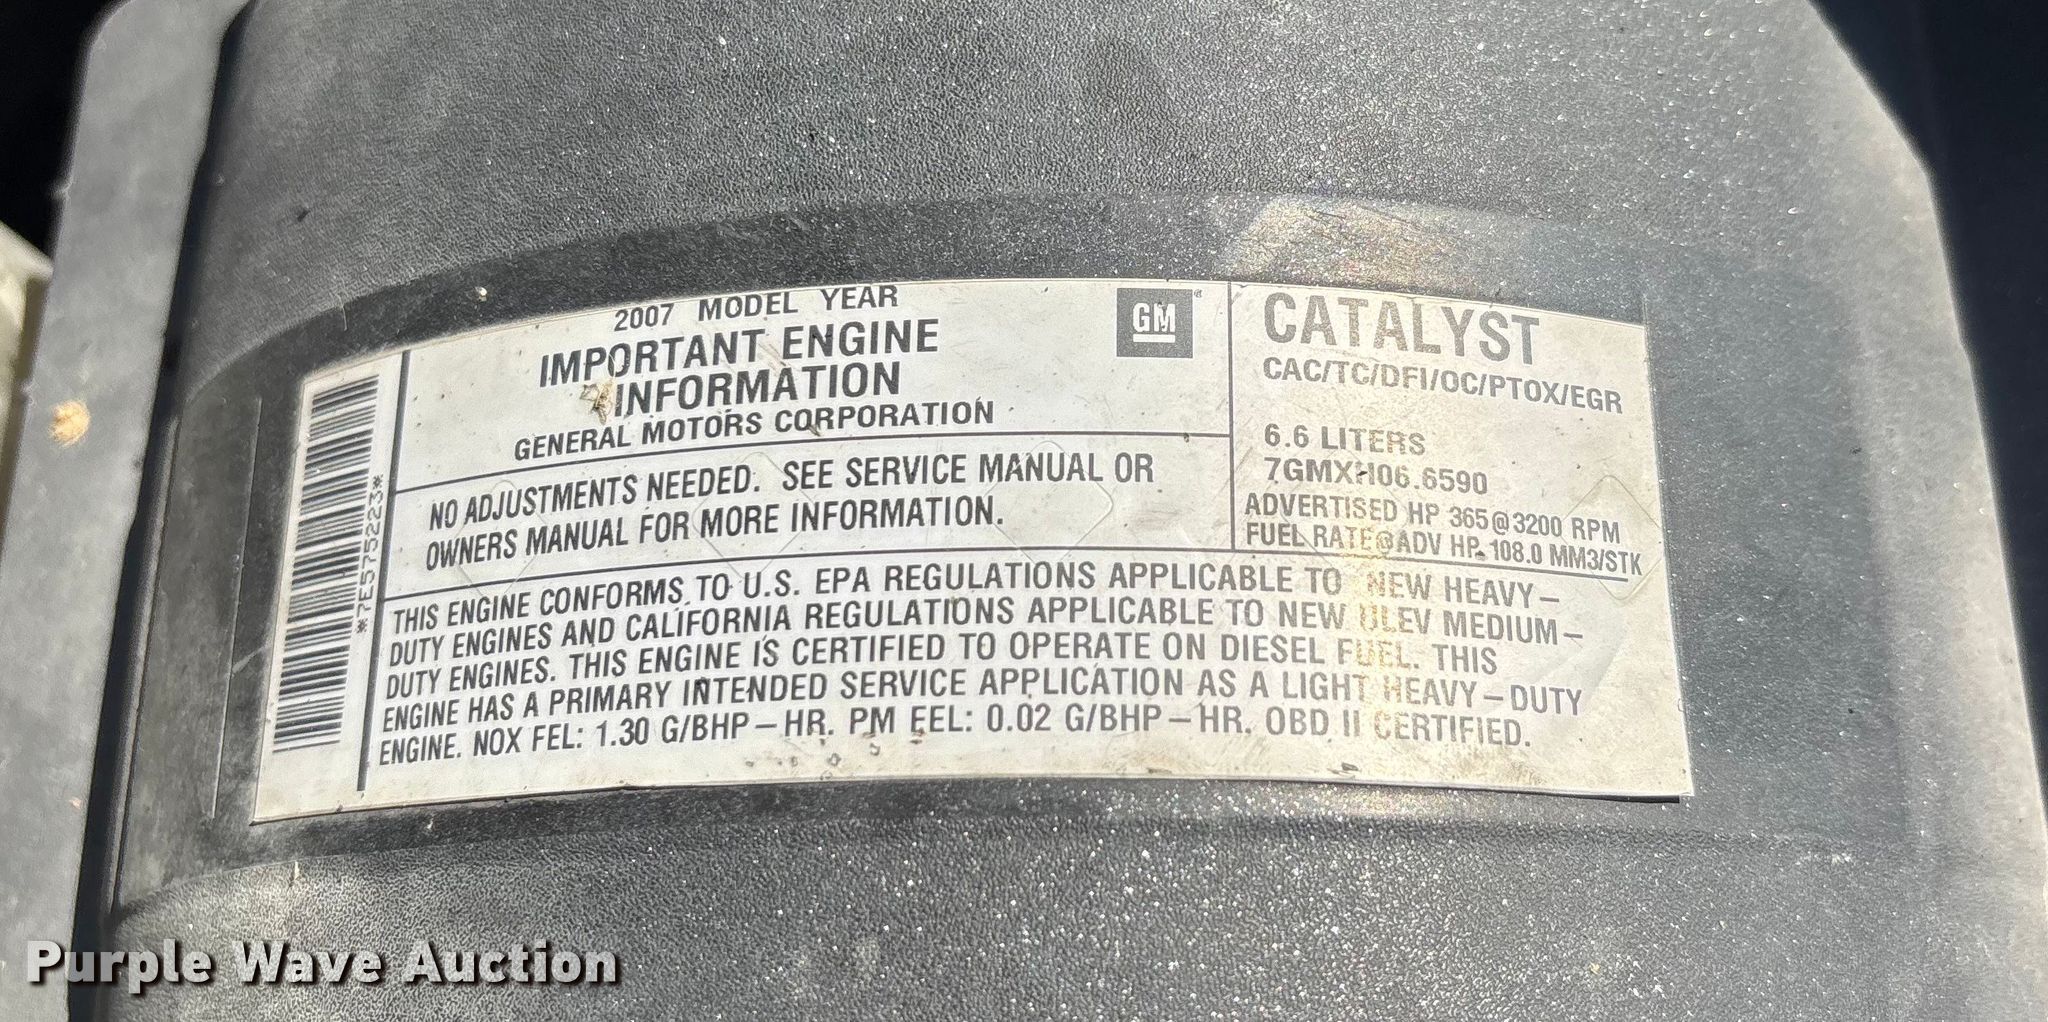 2007 MODEL YEAR
IMPORTANT ENGINE
INFORMATION
GENERAL MOTORS CORPORATION
GM
NO ADJUSTMENTS NEEDED. SEE SERVICE MANUAL OR
OWNERS MANUAL FOR MORE INFORMATION.
CATALYST
CAC/TC/DFI/OC/PTOX/EGR
6.6 LITERS
7GMXH06.6590
ADVERTISED HP 365@3200 RPM
FUEL RATE@ADV HP 108.0 MM3/STK
THIS ENGINE CONFORMS TO U.S. EPA REGULATIONS APPLICABLE TO NEW HEAVY-
DUTY ENGINES AND CALIFORNIA REGULATIONS APPLICABLE TO NEW ULEV MEDIUM-
DUTY ENGINES. THIS ENGINE IS CERTIFIED TO OPERATE ON DIESEL FUEL. THIS
ENGINE HAS A PRIMARY INTENDED SERVICE APPLICATION AS A LIGHT HEAVY-DUTY
ENGINE. NOX FEL: 1.30 G/BHP-HR. PM FEL: 0.02 G/BHP-HR. OBD II CERTIFIED.
*7E575223*
Purple Wave Auction